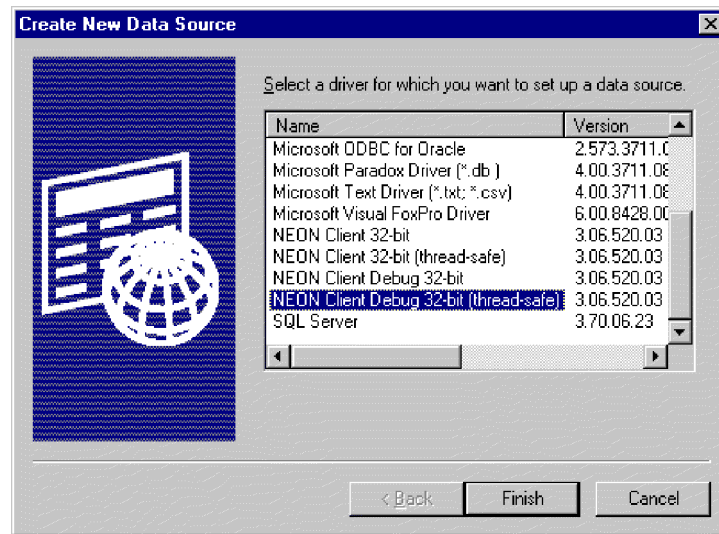 Create New Data Source
Select a driver for which you want to set up a data source.
Name Version
Microsoft ODBC for Oracle 2.573.3711.0
Microsoft Paradox Driver (*.db ) 4.00.3711.08
Microsoft Text Driver (*.txt; *.csv) 4.00.3711.08
Microsoft Visual FoxPro Driver 6.00.8428.00
NEON Client 32-bit 3.06.520.03
NEON Client 32-bit (thread-safe) 3.06.520.03
NEON Client Debug 32-bit 3.06.520.03
NEON Client Debug 32-bit (thread-safe) 3.06.520.03
SQL Server 3.70.06.23
< Back Finish Cancel